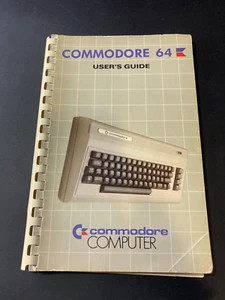 COMMODORE 64
USER'S GUIDE
commodore
COMPUTER